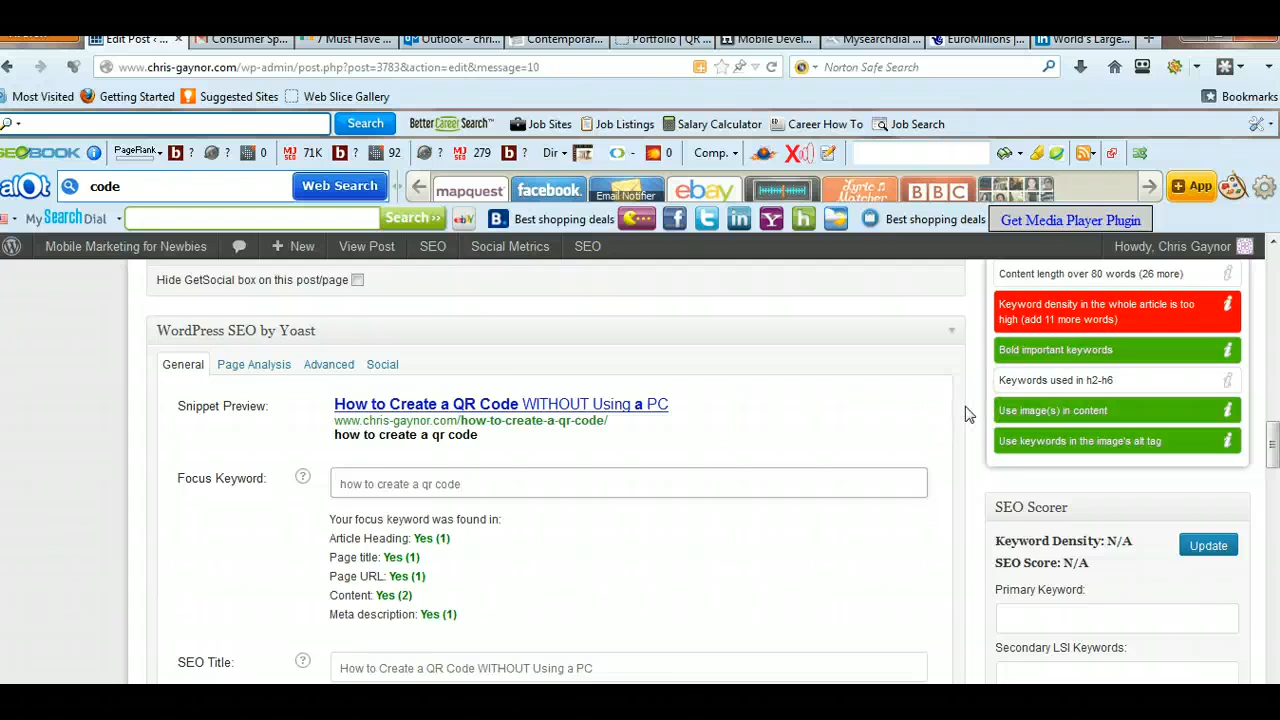 Edit Post ‹
Consumer Sp...
7 Must Have
Outlook - chris...
Contemporar...
Portfolio | QR
Mobile Devel...
Mysearchdial
EuroMillions |...
World's Large...
www.chris-gaynor.com/wp-admin/post.php?post=3783&action=edit&message=10
Norton Safe Search
Most Visited
Getting Started
Suggested Sites
Web Slice Gallery
Bookmarks
Search
Better Career Search™
Job Sites
Job Listings
Salary Calculator
Career How To
Job Search
SEOBOOK
PageRank
0
71K
92
279
Dir
0
Comp.
code
Web Search
mapquest
facebook.
Email Notifier
ebay
Lyric
Matcher
BBC
App
My Search Dial
Search>>
Best shopping deals
Best shopping deals
Get Media Player Plugin
Mobile Marketing for Newbies
+ New
View Post
SEO
Social Metrics
SEO
Howdy, Chris Gaynor
Hide GetSocial box on this post/page
WordPress SEO by Yoast
General
Page Analysis
Advanced
Social
Snippet Preview:
How to Create a QR Code WITHOUT Using a PC
www.chris-gaynor.com/how-to-create-a-qr-code/
how to create a qr code
Focus Keyword:
how to create a qr code
Your focus keyword was found in:
Article Heading: Yes (1)
Page title: Yes (1)
Page URL: Yes (1)
Content: Yes (2)
Meta description: Yes (1)
SEO Title:
How to Create a QR Code WITHOUT Using a PC
Content length over 80 words (26 more)
Keyword density in the whole article is too
high (add 11 more words)
Bold important keywords
Keywords used in h2-h6
Use image(s) in content
Use keywords in the image's alt tag
SEO Scorer
Keyword Density: N/A
Update
SEO Score: N/A
Primary Keyword:
Secondary LSI Keywords: